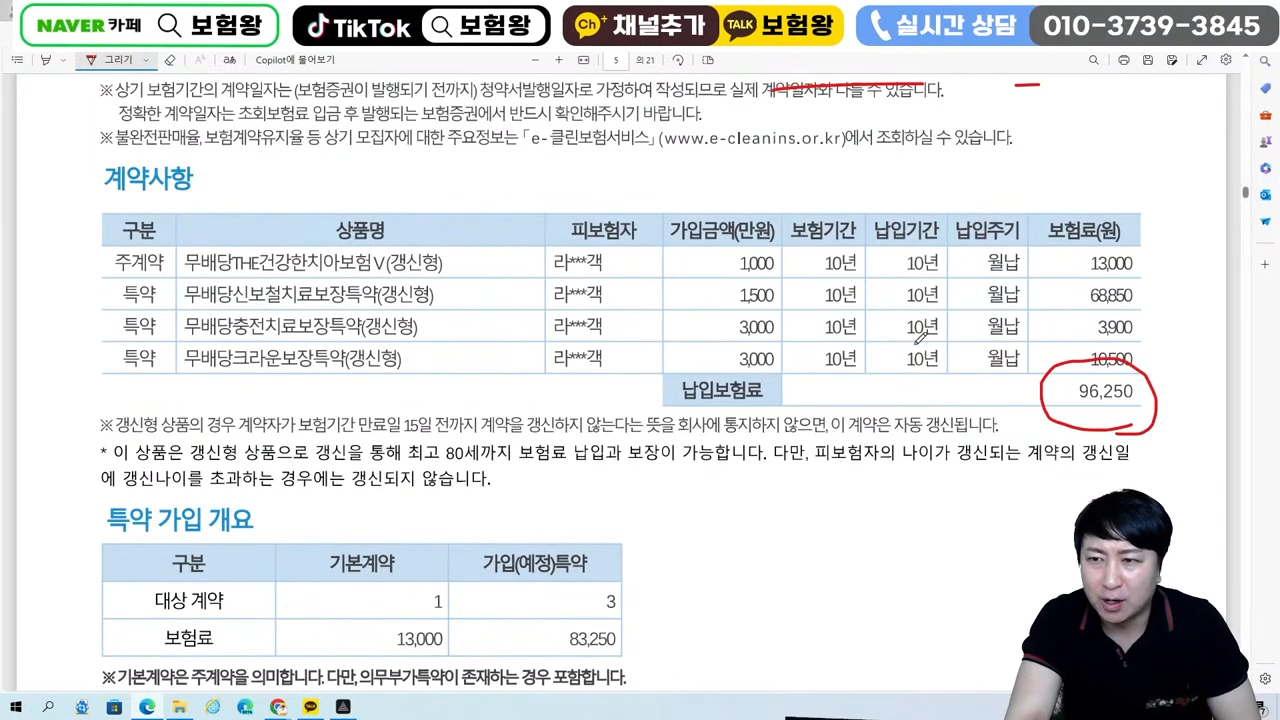 NAVER 카페 보험왕 TikTok 보험왕 Ch+ 채널추가 TALK 보험왕 실시간 상담 010-3739-3845
그리기 가あ Copilot에 물어보기 5 의 21
※ 상기 보험기간의 계약일자는 (보험증권이 발행되기 전까지) 청약서발행일자로 가정하여 작성되므로 실제 계약일자와 다를 수 있습니다.
정확한 계약일자는 초회보험료 입금 후 발행되는 보험증권에서 반드시 확인해주시기 바랍니다.
※ 불완전판매율, 보험계약유지율 등 상기 모집자에 대한 주요정보는 「e-클린보험서비스」(www.e-cleanins.or.kr)에서 조회하실 수 있습니다.
계약사항
구분 상품명 피보험자 가입금액(만원) 보험기간 납입기간 납입주기 보험료(원)
주계약 무배당THE건강한치아보험Ⅴ(갱신형) 라***객 1,000 10년 10년 월납 13,000
특약 무배당신보철치료보장특약(갱신형) 라***객 1,500 10년 10년 월납 68,850
특약 무배당충전치료보장특약(갱신형) 라***객 3,000 10년 10년 월납 3,900
특약 무배당크라운보장특약(갱신형) 라***객 3,000 10년 10년 월납 10,500
납입보험료 96,250
※ 갱신형 상품의 경우 계약자가 보험기간 만료일 15일 전까지 계약을 갱신하지 않는다는 뜻을 회사에 통지하지 않으면, 이 계약은 자동 갱신됩니다.
* 이 상품은 갱신형 상품으로 갱신을 통해 최고 80세까지 보험료 납입과 보장이 가능합니다. 다만, 피보험자의 나이가 갱신되는 계약의 갱신일
에 갱신나이를 초과하는 경우에는 갱신되지 않습니다.
특약 가입 개요
구분 기본계약 가입(예정)특약
대상 계약 1 3
보험료 13,000 83,250
※ 기본계약은 주계약을 의미합니다. 다만, 의무부가특약이 존재하는 경우 포함합니다.